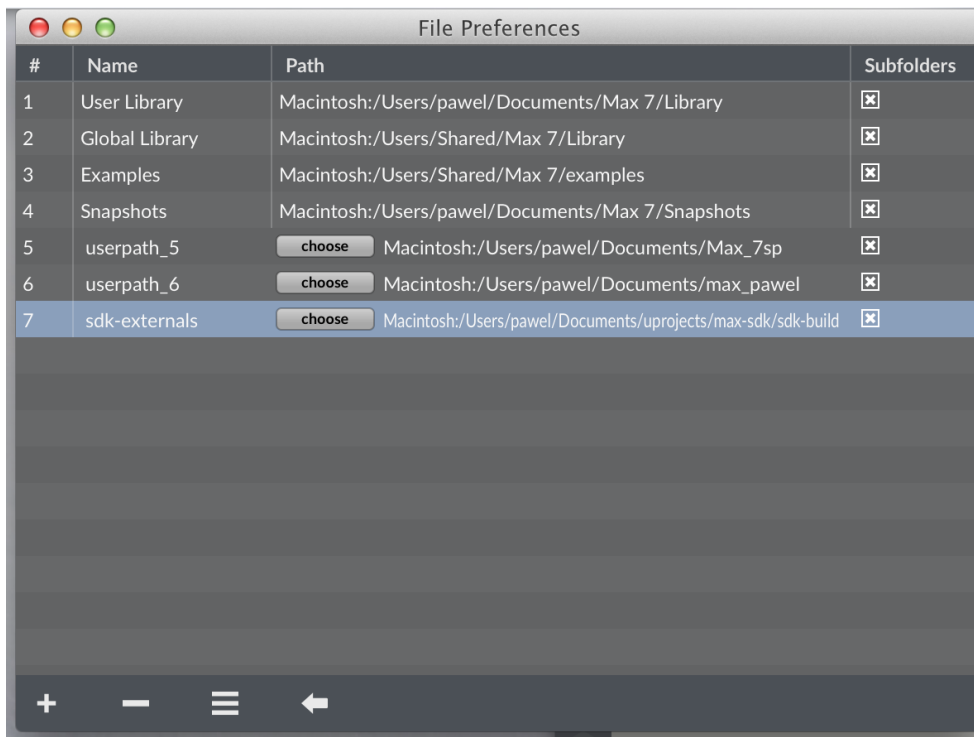 File Preferences
# Name Path Subfolders
1 User Library Macintosh:/Users/pawel/Documents/Max 7/Library
2 Global Library Macintosh:/Users/Shared/Max 7/Library
3 Examples Macintosh:/Users/Shared/Max 7/examples
4 Snapshots Macintosh:/Users/pawel/Documents/Max 7/Snapshots
5 userpath_5 choose Macintosh:/Users/pawel/Documents/Max_7sp
6 userpath_6 choose Macintosh:/Users/pawel/Documents/max_pawel
7 sdk-externals choose Macintosh:/Users/pawel/Documents/uprojects/max-sdk/sdk-build